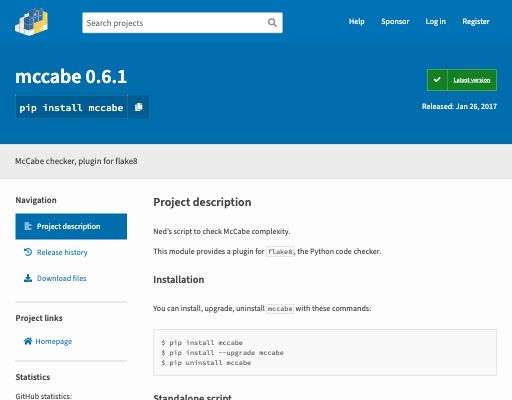 Search projects
Help
Sponsor
Log in
Register
mccabe 0.6.1
pip install mccabe
Latest version
Released: Jan 26, 2017
McCabe checker, plugin for flake8
Navigation
Project description
Release history
Download files
Project links
Homepage
Statistics
GitHub statistics:
Project description
Ned's script to check McCabe complexity.
This module provides a plugin for flake8, the Python code checker.
Installation
You can install, upgrade, uninstall mccabe with these commands:
$ pip install mccabe
$ pip install --upgrade mccabe
$ pip uninstall mccabe
Standalone script